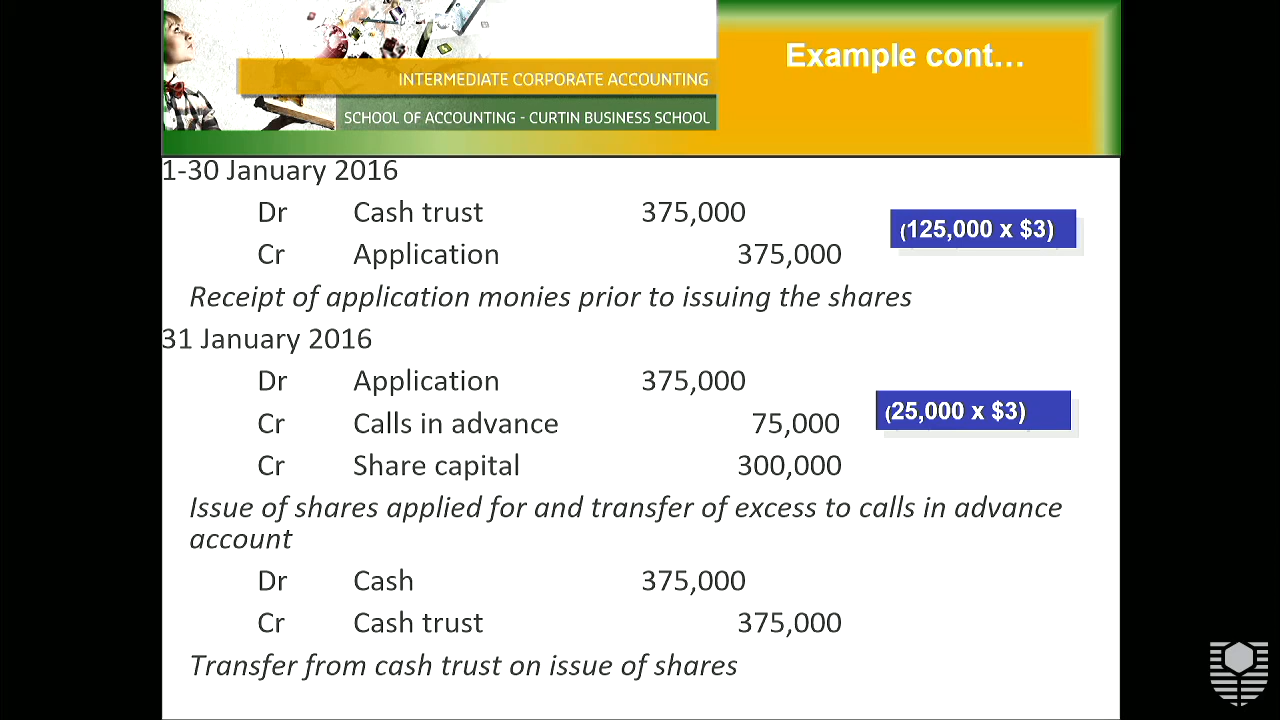 Example cont...
INTERMEDIATE CORPORATE ACCOUNTING
SCHOOL OF ACCOUNTING - CURTIN BUSINESS SCHOOL
1-30 January 2016
Dr Cash trust 375,000
(125,000 x $3)
Cr Application 375,000
Receipt of application monies prior to issuing the shares
31 January 2016
Dr Application 375,000
Cr Calls in advance 75,000
(25,000 x $3)
Cr Share capital 300,000
Issue of shares applied for and transfer of excess to calls in advance
account
Dr Cash 375,000
Cr Cash trust 375,000
Transfer from cash trust on issue of shares